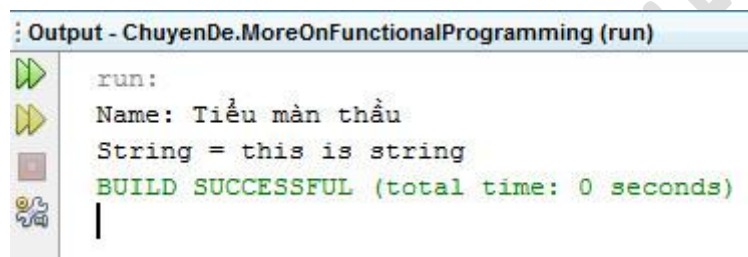 Output - ChuyenDe.MoreOnFunctionalProgramming (run)
run:
Name: Tiểu màn thầu
String = this is string
BUILD SUCCESSFUL (total time: 0 seconds)